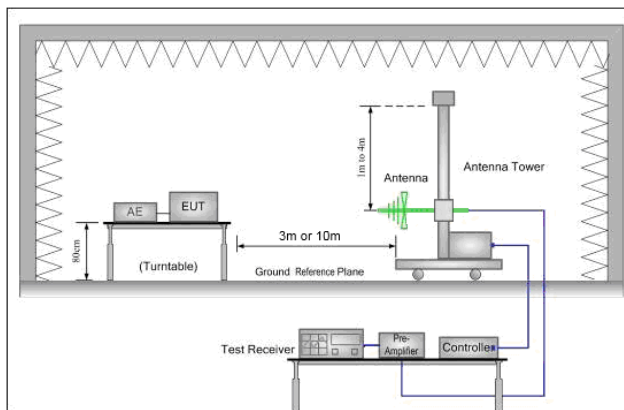 1m to 4m
Antenna
Antenna Tower
AE
EUT
80cm
(Turntable)
3m or 10m
Ground Reference Plane
Test Receiver
Pre-
Amplifier
Controller